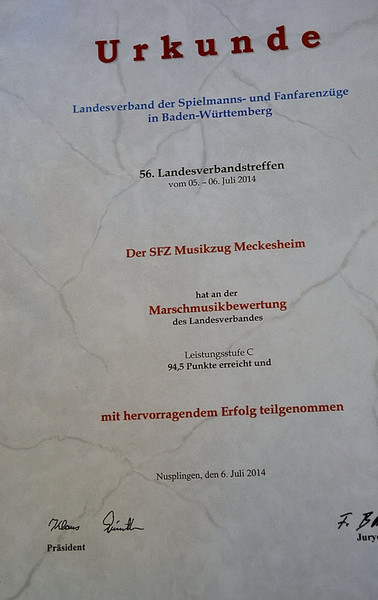 Urkunde
Landesverband der Spielmanns- und Fanfarenzüge
in Baden-Württemberg
56. Landesverbandstreffen
vom 05. – 06. Juli 2014
Der SFZ Musikzug Meckesheim
hat an der
Marschmusikbewertung
des Landesverbandes
Leistungsstufe C
94,5 Punkte erreicht und
mit hervorragendem Erfolg teilgenommen
Nusplingen, den 6. Juli 2014
Klaus
F.
Präsident